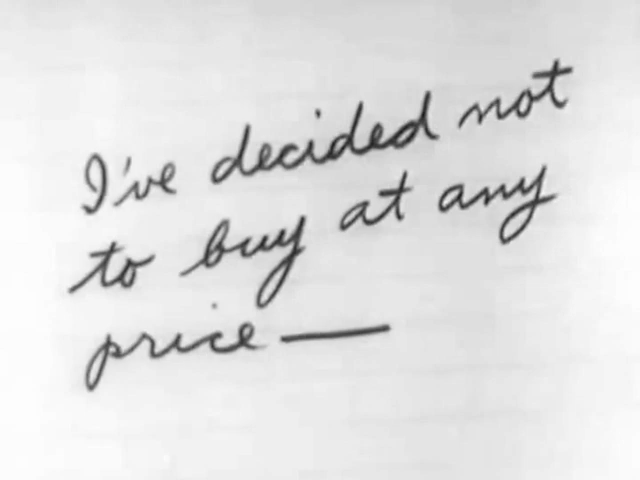 I've decided not
to buy at any
price —